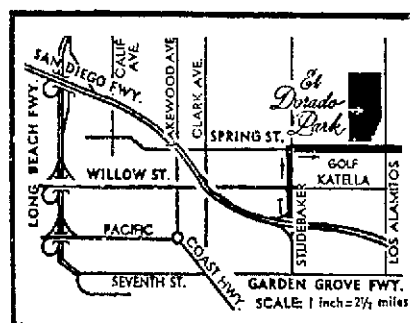 SAN DIEGO FWY.
CALIF AVE.
LAKEWOOD AVE
CLARK AVE.
El
Dorado
Park
SPRING ST.
LONG BEACH FWY.
WILLOW ST.
GOLF
KATELLA
STUDEBAKER
LOS ALAMITOS
PACIFIC
COAST HWY.
SEVENTH ST.
GARDEN GROVE FWY.
SCALE: 1 inch = 2½ miles